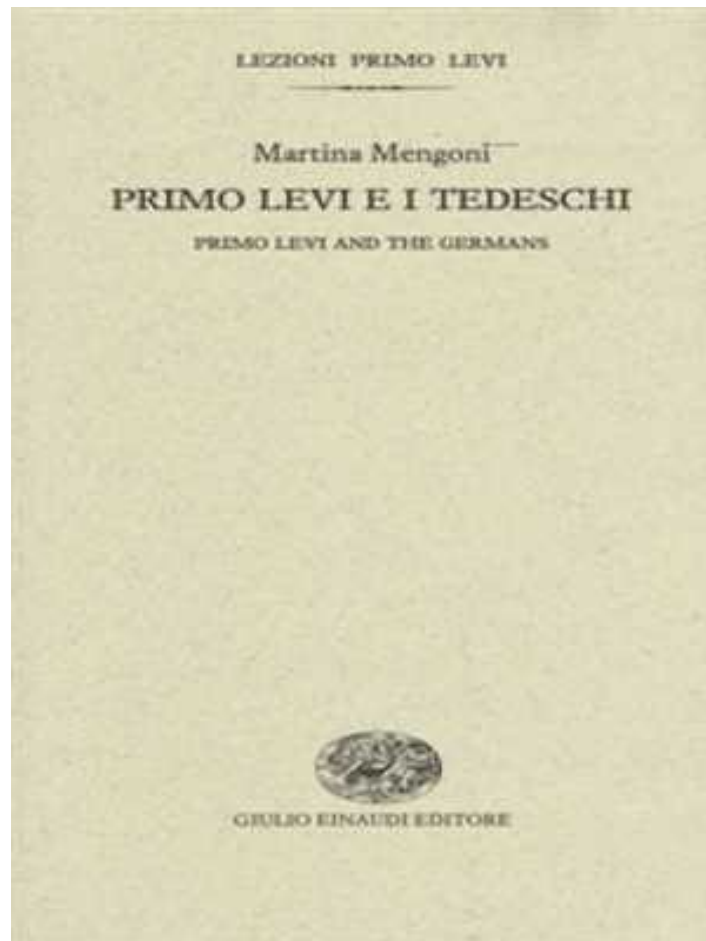 LEZIONI PRIMO LEVI
Martina Mengoni
PRIMO LEVI E I TEDESCHI
PRIMO LEVI AND THE GERMANS
GIULIO EINAUDI EDITORE